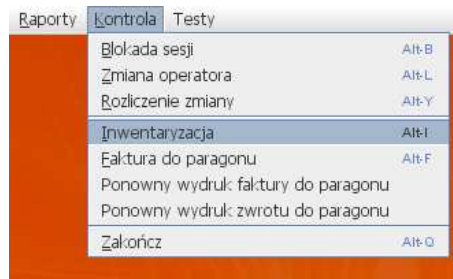 Raporty Kontrola Testy
Blokada sesji Alt-B
Zmiana operatora Alt-L
Rozliczenie zmiany Alt-Y
Inwentaryzacja Alt-I
Faktura do paragonu Alt-F
Ponowny wydruk faktury do paragonu
Ponowny wydruk zwrotu do paragonu
Zakończ Alt-Q